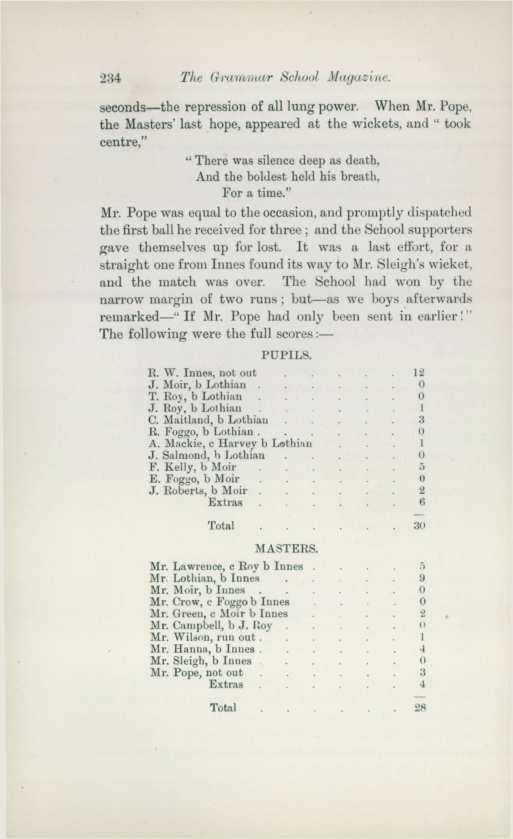 234 The Grammar School Magazine.
seconds—the repression of all lung power. When Mr. Pope,
the Masters' last hope, appeared at the wickets, and " took
centre,"
" There was silence deep as death,
And the boldest held his breath,
For a time."
Mr. Pope was equal to the occasion, and promptly dispatched
the first ball he received for three ; and the School supporters
gave themselves up for lost. It was a last effort, for a
straight one from Innes found its way to Mr. Sleigh's wicket,
and the match was over. The School had won by the
narrow margin of two runs ; but—as we boys afterwards
remarked—" If Mr. Pope had only been sent in earlier ! "
The following were the full scores :—
PUPILS.
R. W. Innes, not out . . . . . 12
J. Moir, b Lothian . . . . . . 0
T. Roy, b Lothian . . . . . . 0
J. Roy, b Lothian . . . . . . 1
C. Maitland, b Lothian . . . . . 3
R. Foggo, b Lothian . . . . . . 0
A. Mackie, c Harvey b Lothian . . . 1
J. Salmond, b Lothian . . . . . 0
F. Kelly, b Moir . . . . . . 5
E. Foggo, b Moir . . . . . . 0
J. Roberts, b Moir . . . . . . 2
Extras . . . . . . 6
Total . . . . . . 30
MASTERS.
Mr. Lawrence, c Roy b Innes . . . . 5
Mr. Lothian, b Innes . . . . . 9
Mr. Moir, b Innes . . . . . . 0
Mr. Crow, c Foggo b Innes . . . . 0
Mr. Green, c Moir b Innes . . . . 2
Mr. Campbell, b J. Roy . . . . . 0
Mr. Wilson, run out . . . . . . 1
Mr. Hanna, b Innes . . . . . . 4
Mr. Sleigh, b Innes . . . . . . 0
Mr. Pope, not out . . . . . . 3
Extras . . . . . . 4
Total . . . . . . 28